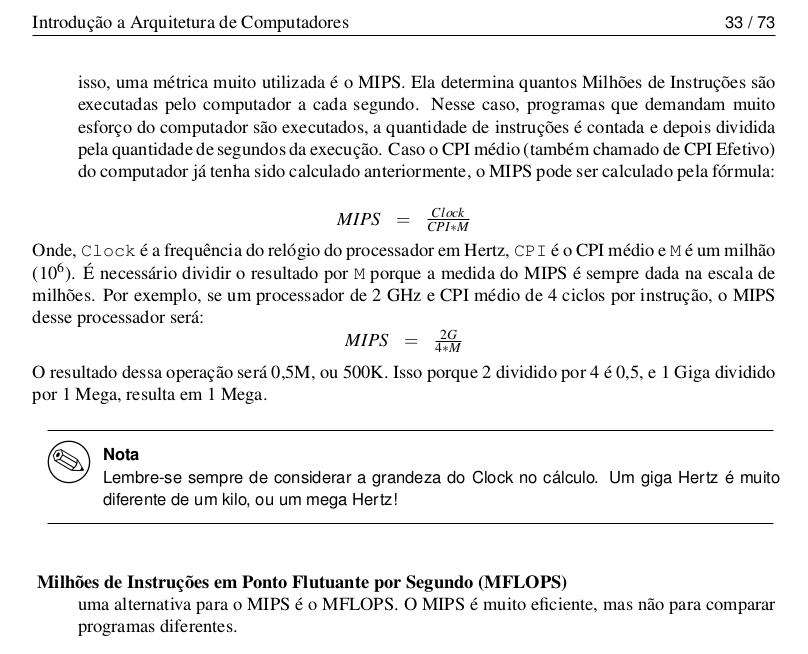 Introdução a Arquitetura de Computadores 33 / 73
isso, uma métrica muito utilizada é o MIPS. Ela determina quantos Milhões de Instruções são
executadas pelo computador a cada segundo. Nesse caso, programas que demandam muito
esforço do computador são executados, a quantidade de instruções é contada e depois dividida
pela quantidade de segundos da execução. Caso o CPI médio (também chamado de CPI Efetivo)
do computador já tenha sido calculado anteriormente, o MIPS pode ser calculado pela fórmula:
MIPS = Clock / CPI∗M
Onde, Clock é a frequência do relógio do processador em Hertz, CPI é o CPI médio e M é um milhão
(10⁶). É necessário dividir o resultado por M porque a medida do MIPS é sempre dada na escala de
milhões. Por exemplo, se um processador de 2 GHz e CPI médio de 4 ciclos por instrução, o MIPS
desse processador será:
MIPS = 2G / 4∗M
O resultado dessa operação será 0,5M, ou 500K. Isso porque 2 dividido por 4 é 0,5, e 1 Giga dividido
por 1 Mega, resulta em 1 Mega.
Nota
Lembre-se sempre de considerar a grandeza do Clock no cálculo. Um giga Hertz é muito
diferente de um kilo, ou um mega Hertz!
Milhões de Instruções em Ponto Flutuante por Segundo (MFLOPS)
uma alternativa para o MIPS é o MFLOPS. O MIPS é muito eficiente, mas não para comparar
programas diferentes.